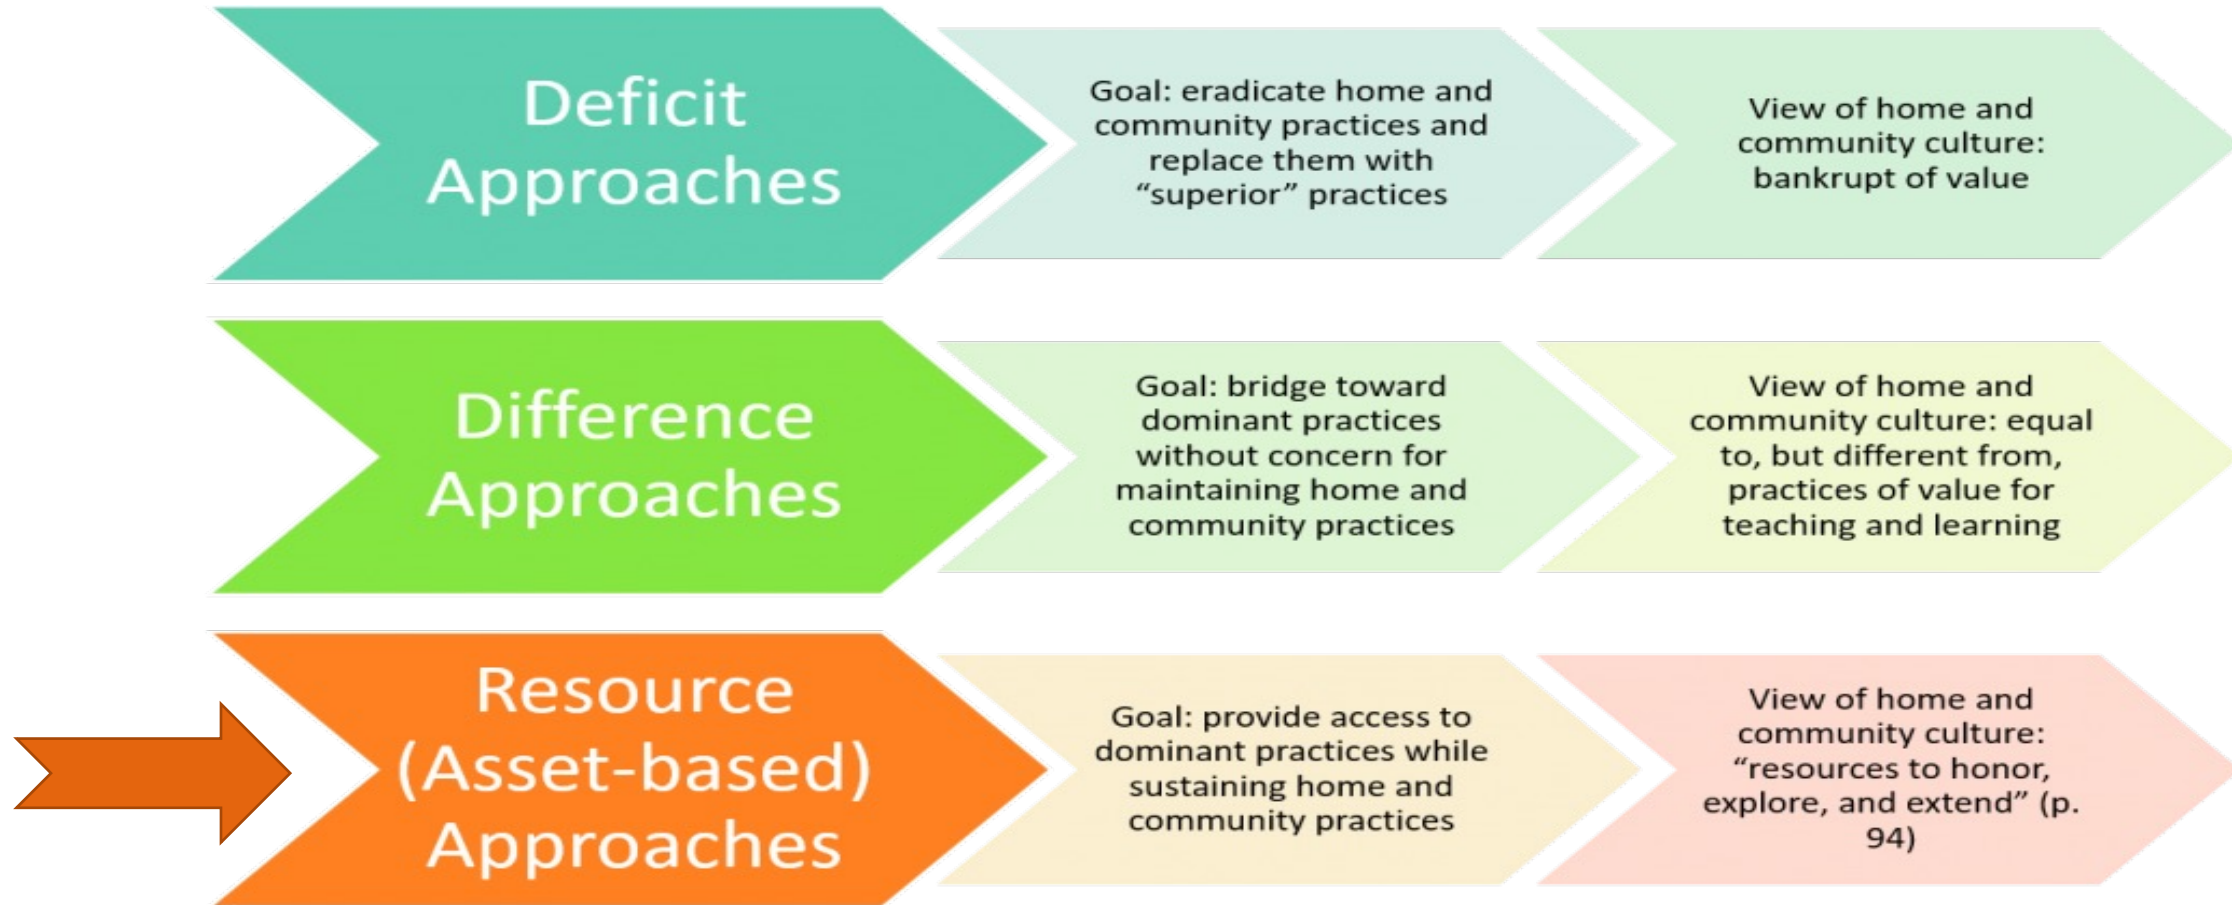 Deficit
Approaches
Goal: eradicate home and
community practices and
replace them with
“superior” practices
View of home and
community culture:
bankrupt of value
Difference
Approaches
Goal: bridge toward
dominant practices
without concern for
maintaining home and
community practices
View of home and
community culture: equal
to, but different from,
practices of value for
teaching and learning
Resource
(Asset-based)
Approaches
Goal: provide access to
dominant practices while
sustaining home and
community practices
View of home and
community culture:
“resources to honor,
explore, and extend” (p.
94)